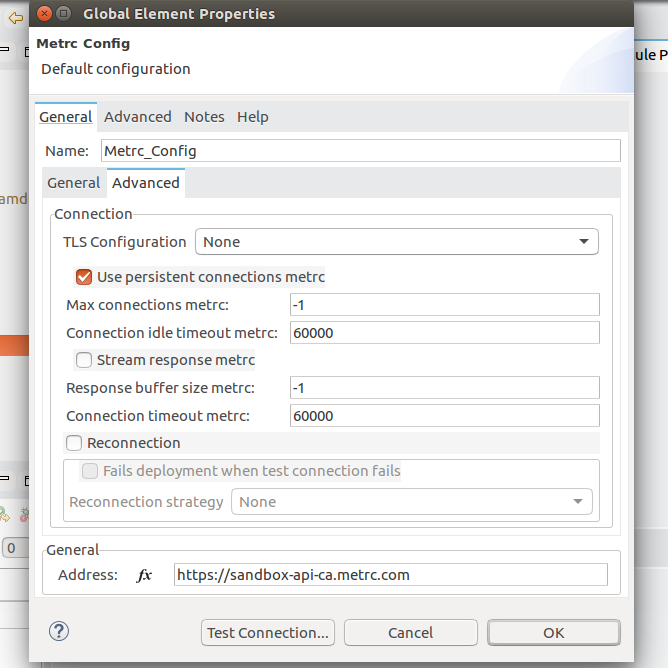 Global Element Properties
Metrc Config
Default configuration
ule P
General Advanced Notes Help
Name: Metrc_Config
General Advanced
amd
Connection
TLS Configuration None
Use persistent connections metrc
Max connections metrc: -1
Connection idle timeout metrc: 60000
Stream response metrc
Response buffer size metrc: -1
Connection timeout metrc: 60000
Reconnection
Fails deployment when test connection fails
Reconnection strategy None
0
General
Address: fx https://sandbox-api-ca.metrc.com
? Test Connection... Cancel OK